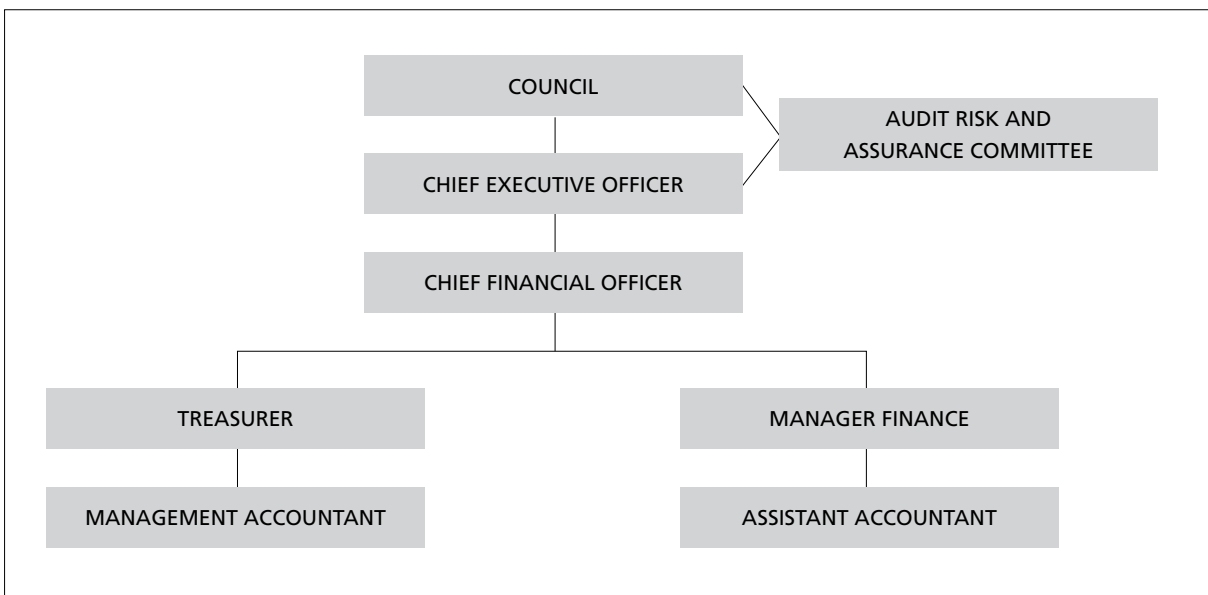 COUNCIL
AUDIT RISK AND
ASSURANCE COMMITTEE
CHIEF EXECUTIVE OFFICER
CHIEF FINANCIAL OFFICER
TREASURER
MANAGER FINANCE
MANAGEMENT ACCOUNTANT
ASSISTANT ACCOUNTANT